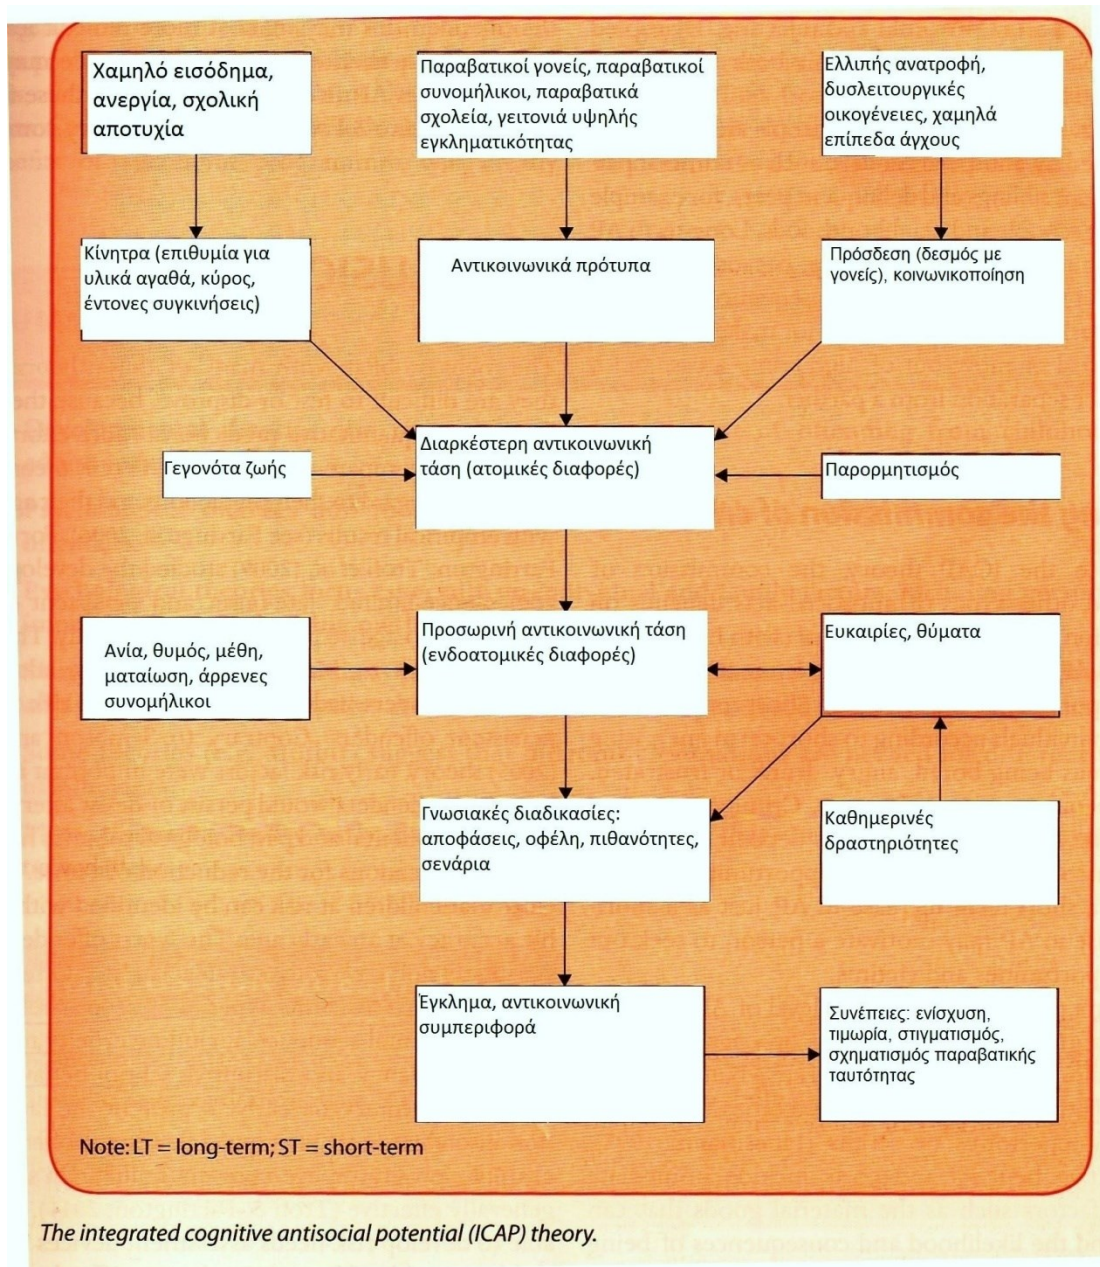 Χαμηλό εισόδημα,
ανεργία, σχολική
αποτυχία
Παραβατικοί γονείς, παραβατικοί
συνομήλικοι, παραβατικά
σχολεία, γειτονιά υψηλής
εγκληματικότητας
Ελλιπής ανατροφή,
δυσλειτουργικές
οικογένειες, χαμηλά
επίπεδα άγχους
Κίνητρα (επιθυμία για
υλικά αγαθά, κύρος,
έντονες συγκινήσεις)
Αντικοινωνικά πρότυπα
Πρόσδεση (δεσμός με
γονείς), κοινωνικοποίηση
Διαρκέστερη αντικοινωνική
τάση (ατομικές διαφορές)
Γεγονότα ζωής
Παρορμητισμός
Ανία, θυμός, μέθη,
ματαίωση, άρρενες
συνομήλικοι
Προσωρινή αντικοινωνική τάση
(ενδοατομικές διαφορές)
Ευκαιρίες, θύματα
Γνωσιακές διαδικασίες:
αποφάσεις, οφέλη, πιθανότητες,
σενάρια
Καθημερινές
δραστηριότητες
Έγκλημα, αντικοινωνική
συμπεριφορά
Συνέπειες: ενίσχυση,
τιμωρία, στιγματισμός,
σχηματισμός παραβατικής
ταυτότητας
Note: LT = long-term; ST = short-term
The integrated cognitive antisocial potential (ICAP) theory.